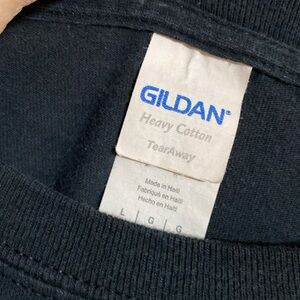 GILDAN
Heavy Cotton
TearAway
Made in Haiti
Fabriqué en Haïti
Hecho en Haití
L | G | G